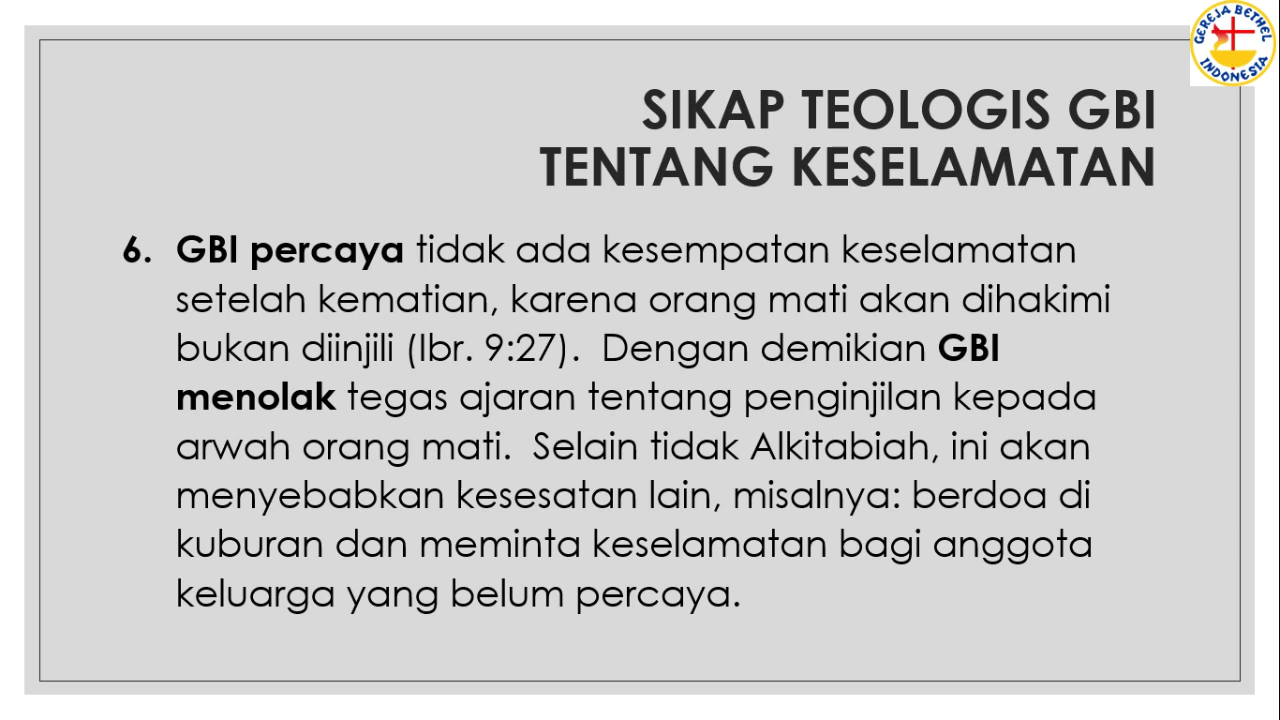 GEREJA BETHEL
INDONESIA
SIKAP TEOLOGIS GBI
TENTANG KESELAMATAN
6. GBI percaya tidak ada kesempatan keselamatan
setelah kematian, karena orang mati akan dihakimi
bukan diinjili (Ibr. 9:27).  Dengan demikian GBI
menolak tegas ajaran tentang penginjilan kepada
arwah orang mati.  Selain tidak Alkitabiah, ini akan
menyebabkan kesesatan lain, misalnya: berdoa di
kuburan dan meminta keselamatan bagi anggota
keluarga yang belum percaya.